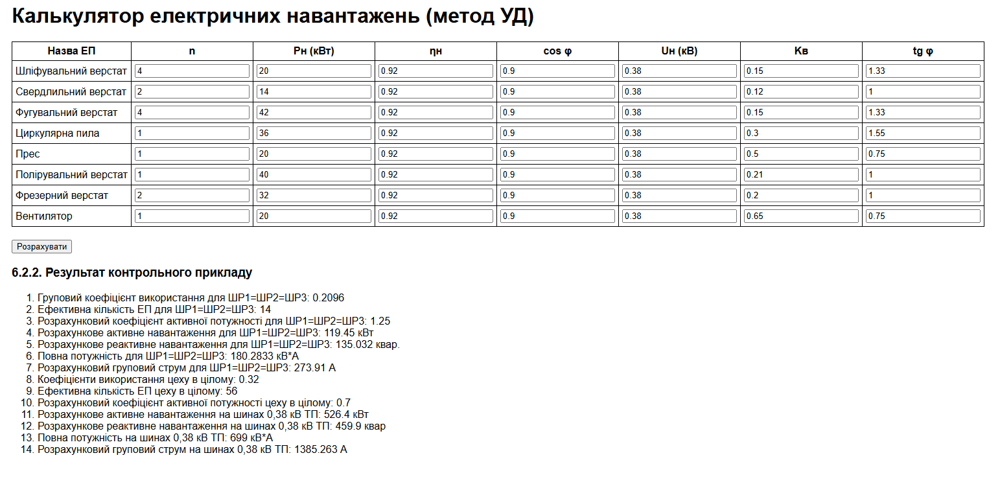 Калькулятор електричних навантажень (метод УД)
Назва ЕП n Pн (кВт) ηн cos φ Uн (кВ) Kв tg φ
Шліфувальний верстат 4 20 0.92 0.9 0.38 0.15 1.33
Свердлильний верстат 2 14 0.92 0.9 0.38 0.12 1
Фугувальний верстат 4 42 0.92 0.9 0.38 0.15 1.33
Циркулярна пила 1 36 0.92 0.9 0.38 0.3 1.55
Прес 1 20 0.92 0.9 0.38 0.5 0.75
Полірувальний верстат 1 40 0.92 0.9 0.38 0.21 1
Фрезерний верстат 2 32 0.92 0.9 0.38 0.2 1
Вентилятор 1 20 0.92 0.9 0.38 0.65 0.75
Розрахувати
6.2.2. Результат контрольного прикладу
1. Груповий коефіцієнт використання для ШР1=ШР2=ШР3: 0.2096
2. Ефективна кількість ЕП для ШР1=ШР2=ШР3: 14
3. Розрахунковий коефіцієнт активної потужності для ШР1=ШР2=ШР3: 1.25
4. Розрахункове активне навантаження для ШР1=ШР2=ШР3: 119.45 кВт
5. Розрахункове реактивне навантаження для ШР1=ШР2=ШР3: 135.032 квар.
6. Повна потужність для ШР1=ШР2=ШР3: 180.2833 кВ*А
7. Розрахунковий груповий струм для ШР1=ШР2=ШР3: 273.91 А
8. Коефіцієнти використання цеху в цілому: 0.32
9. Ефективна кількість ЕП цеху в цілому: 56
10. Розрахунковий коефіцієнт активної потужності цеху в цілому: 0.7
11. Розрахункове активне навантаження на шинах 0,38 кВ ТП: 526.4 кВт
12. Розрахункове реактивне навантаження на шинах 0,38 кВ ТП: 459.9 квар
13. Повна потужність на шинах 0,38 кВ ТП: 699 кВ*А
14. Розрахунковий груповий струм на шинах 0,38 кВ ТП: 1385.263 А